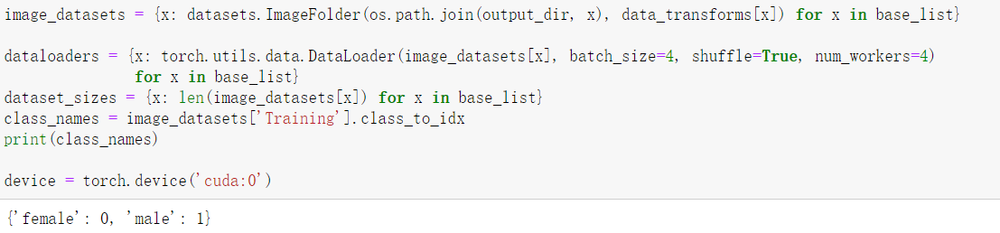 image_datasets = {x: datasets.ImageFolder(os.path.join(output_dir, x), data_transforms[x]) for x in base_list}
dataloaders = {x: torch.utils.data.DataLoader(image_datasets[x], batch_size=4, shuffle=True, num_workers=4)
for x in base_list}
dataset_sizes = {x: len(image_datasets[x]) for x in base_list}
class_names = image_datasets['Training'].class_to_idx
print(class_names)
device = torch.device('cuda:0')
{'female': 0, 'male': 1}